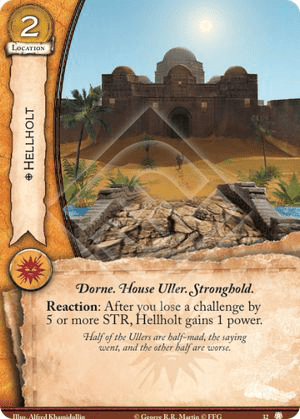 2
LOCATION
HELLHOLT
Dorne. House Uller. Stronghold.
Reaction: After you lose a challenge by
5 or more STR, Hellholt gains 1 power.
Half of the Ullers are half-mad, the saying
went, and the other half are worse.
Illus. Alfred Khamidullin © George R.R. Martin © FFG 12